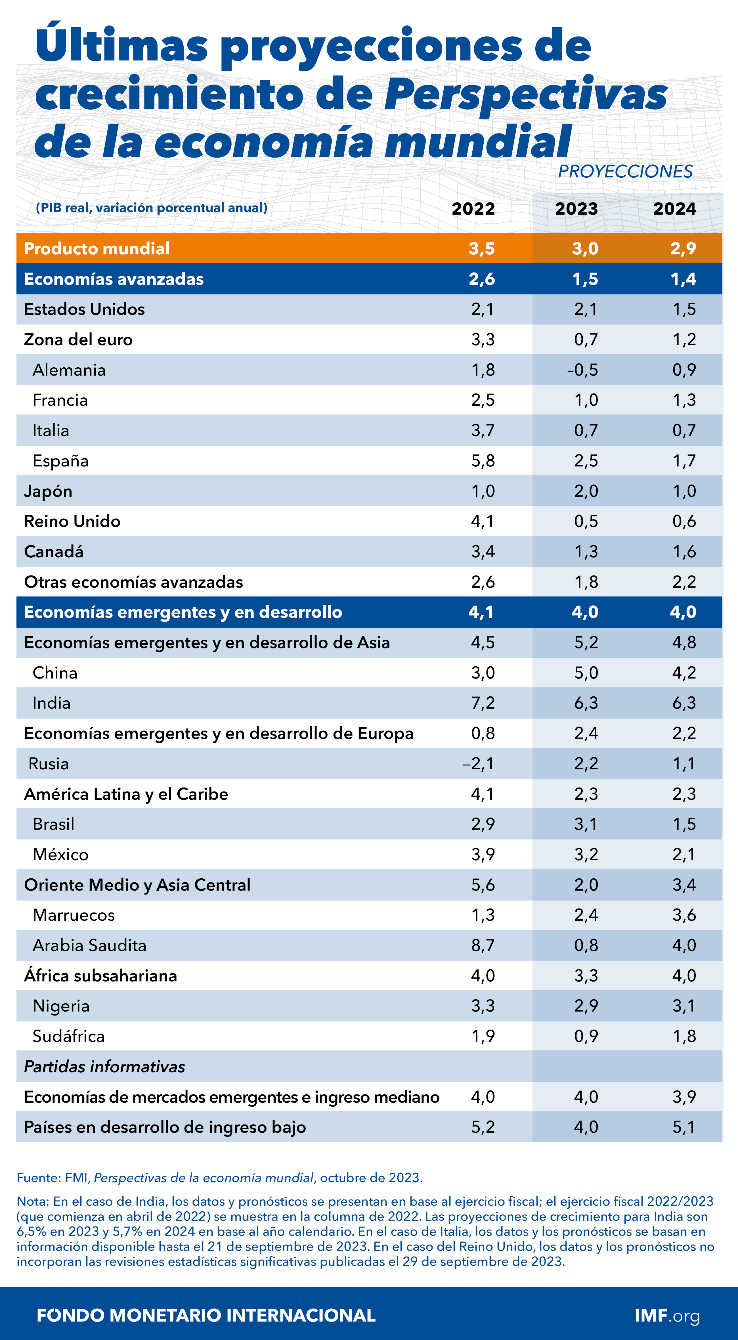 Últimas proyecciones de
crecimiento de Perspectivas
de la economía mundial
PROYECCIONES
(PIB real, variación porcentual anual) 2022 2023 2024
Producto mundial 3,5 3,0 2,9
Economías avanzadas 2,6 1,5 1,4
Estados Unidos 2,1 2,1 1,5
Zona del euro 3,3 0,7 1,2
Alemania 1,8 –0,5 0,9
Francia 2,5 1,0 1,3
Italia 3,7 0,7 0,7
España 5,8 2,5 1,7
Japón 1,0 2,0 1,0
Reino Unido 4,1 0,5 0,6
Canadá 3,4 1,3 1,6
Otras economías avanzadas 2,6 1,8 2,2
Economías emergentes y en desarrollo 4,1 4,0 4,0
Economías emergentes y en desarrollo de Asia 4,5 5,2 4,8
China 3,0 5,0 4,2
India 7,2 6,3 6,3
Economías emergentes y en desarrollo de Europa 0,8 2,4 2,2
Rusia –2,1 2,2 1,1
América Latina y el Caribe 4,1 2,3 2,3
Brasil 2,9 3,1 1,5
México 3,9 3,2 2,1
Oriente Medio y Asía Central 5,6 2,0 3,4
Marruecos 1,3 2,4 3,6
Arabia Saudita 8,7 0,8 4,0
África subsahariana 4,0 3,3 4,0
Nigeria 3,3 2,9 3,1
Sudáfrica 1,9 0,9 1,8
Partidas informativas
Economías de mercados emergentes e ingreso mediano 4,0 4,0 3,9
Países en desarrollo de ingreso bajo 5,2 4,0 5,1
Fuente: FMI, Perspectivas de la economía mundial, octubre de 2023.
Nota: En el caso de India, los datos y pronósticos se presentan en base al ejercicio fiscal; el ejercicio fiscal 2022/2023
(que comienza en abril de 2022) se muestra en la columna de 2022. Las proyecciones de crecimiento para India son
6,5% en 2023 y 5,7% en 2024 en base al año calendario. En el caso de Italia, los datos y los pronósticos se basan en
información disponible hasta el 21 de septiembre de 2023. En el caso del Reino Unido, los datos y los pronósticos no
incorporan las revisiones estadísticas significativas publicadas el 29 de septiembre de 2023.
FONDO MONETARIO INTERNACIONAL IMF.org